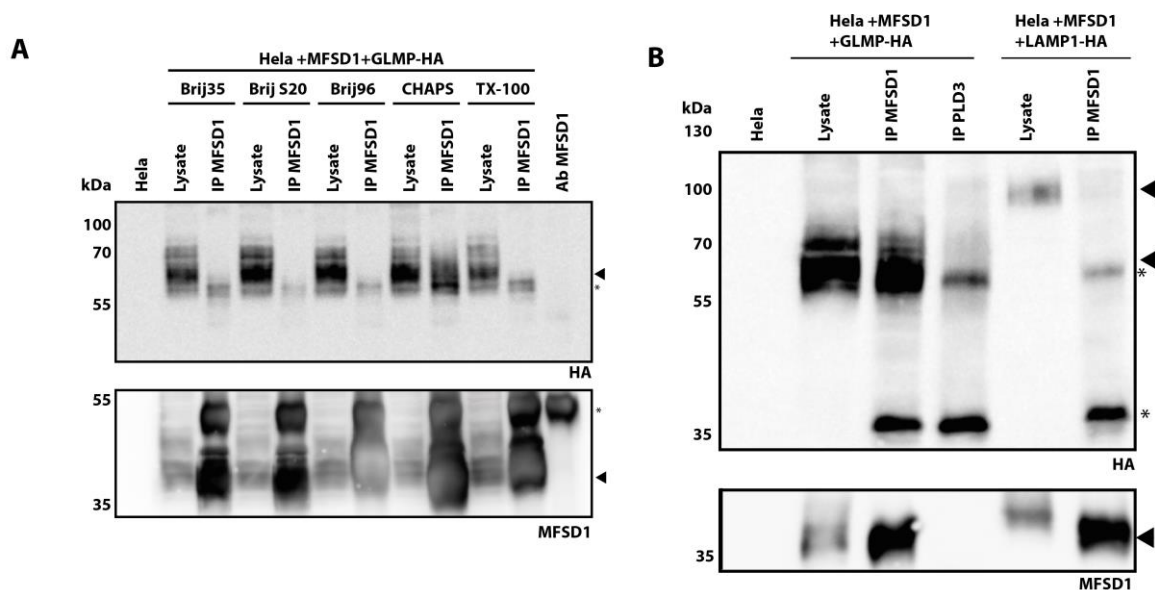 A
Hela +MFSD1+GLMP-HA
Brij35 Brij S20 Brij96 CHAPS TX-100
kDa
Hela
Lysate
IP MFSD1
Lysate
IP MFSD1
Lysate
IP MFSD1
Lysate
IP MFSD1
Lysate
IP MFSD1
Ab MFSD1
100
70
55
*
HA
55
35
*
MFSD1
B
Hela +MFSD1
+GLMP-HA
Hela +MFSD1
+LAMP1-HA
kDa
130
Hela
Lysate
IP MFSD1
IP PLD3
Lysate
IP MFSD1
100
70
55
35
*
*
HA
35
MFSD1